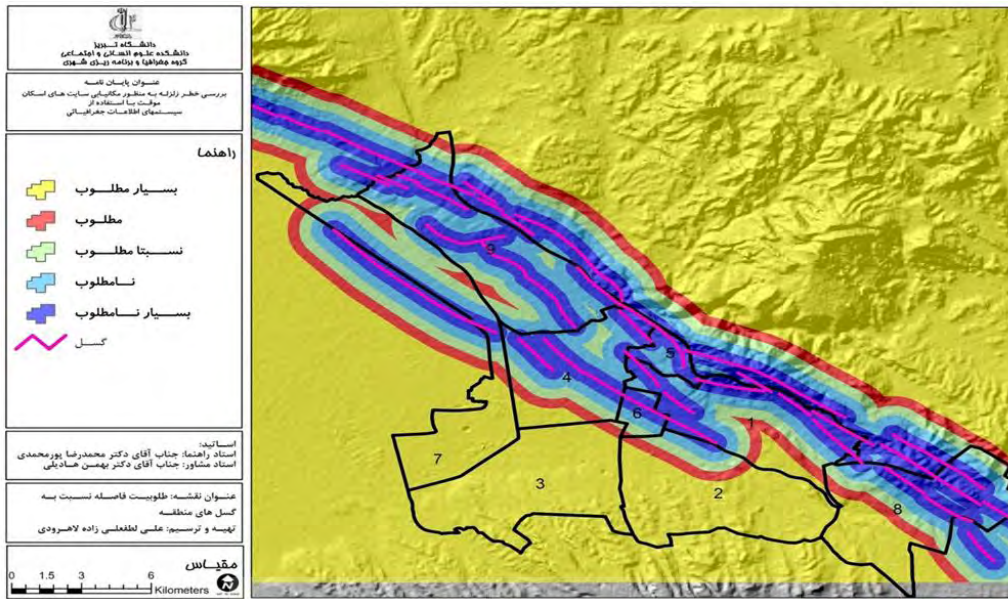 دانشگاه تبریز
دانشکده علوم انسانی و اجتماعی
گروه جغرافیا و برنامه ریزی شهری
عنوان پایان نامه
بررسی خطر زلزله به منظور مکانیابی سایت های اسکان
موقت با استفاده از
سیستمهای اطلاعات جغرافیائی
راهنما
بسیار مطلوب
مطلوب
نسبتا مطلوب
نامطلوب
بسیار نامطلوب
گسل
اساتید:
استاد راهنما: جناب آقای دکتر محمدرضا پورمحمدی
استاد مشاور: جناب آقای دکتر بهمن هادیلی
عنوان نقشه: طلوبیت فاصله نسبت به
گسل های منطقه
تهیه و ترسیم: علی لطفعلی زاده لاهرودی
مقیاس
0 1.5 3 6
Kilometers
9
5
4
6
1
7
3
2
8